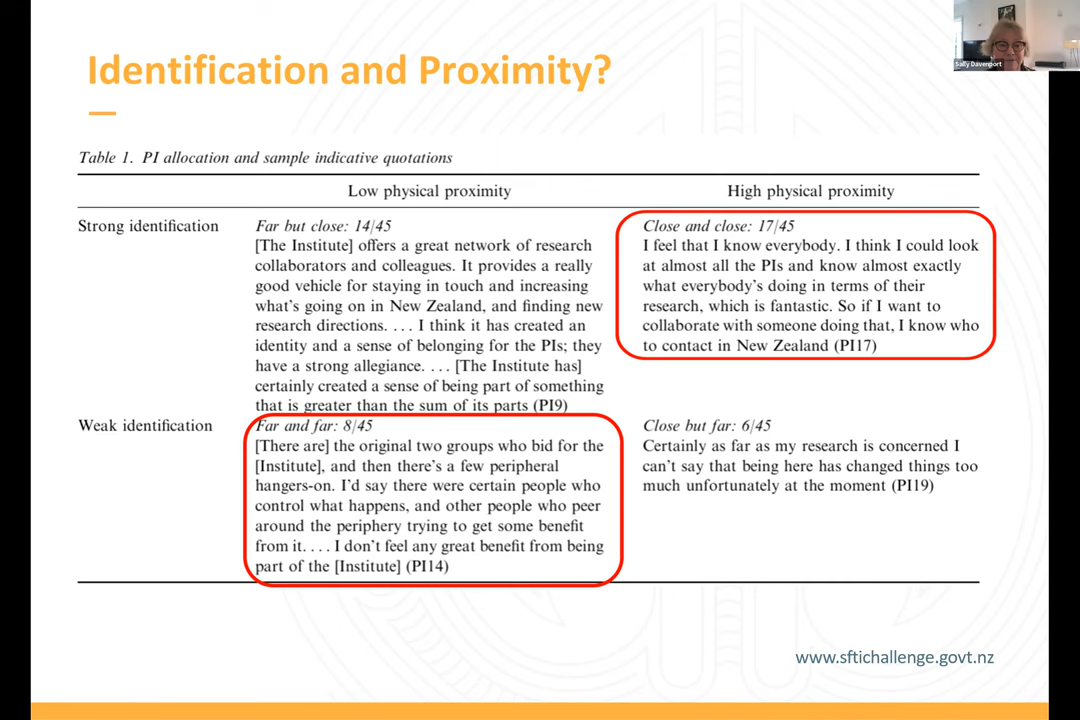 Identification and Proximity?
Sally Davenport
Table 1. PI allocation and sample indicative quotations
Low physical proximity
High physical proximity
Strong identification
Far but close: 14/45
[The Institute] offers a great network of research
collaborators and colleagues. It provides a really
good vehicle for staying in touch and increasing
what's going on in New Zealand, and finding new
research directions. . . . I think it has created an
identity and a sense of belonging for the PIs; they
have a strong allegiance. . . . [The Institute has]
certainly created a sense of being part of something
that is greater than the sum of its parts (PI9)
Close and close: 17/45
I feel that I know everybody. I think I could look
at almost all the PIs and know almost exactly
what everybody's doing in terms of their
research, which is fantastic. So if I want to
collaborate with someone doing that, I know who
to contact in New Zealand (PI17)
Weak identification
Far and far: 8/45
[There are] the original two groups who bid for the
[Institute], and then there's a few peripheral
hangers-on. I'd say there were certain people who
control what happens, and other people who peer
around the periphery trying to get some benefit
from it. . . . I don't feel any great benefit from being
part of the [Institute] (PI14)
Close but far: 6/45
Certainly as far as my research is concerned I
can't say that being here has changed things too
much unfortunately at the moment (PI19)
www.sftichallenge.govt.nz